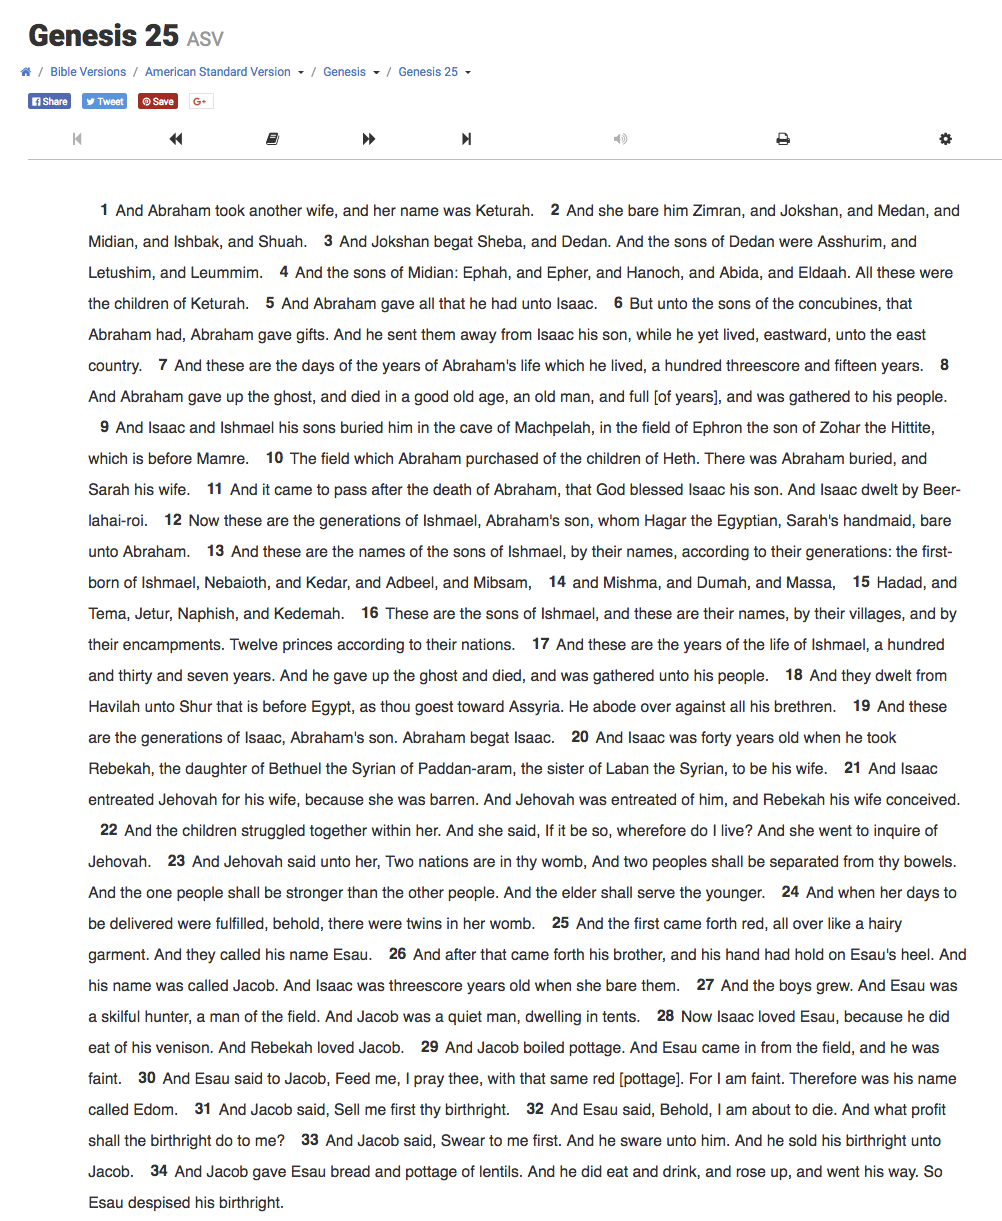 Genesis 25 ASV
/ Bible Versions / American Standard Version / Genesis / Genesis 25
Share Tweet Save G+
1 And Abraham took another wife, and her name was Keturah. 2 And she bare him Zimran, and Jokshan, and Medan, and
Midian, and Ishbak, and Shuah. 3 And Jokshan begat Sheba, and Dedan. And the sons of Dedan were Asshurim, and
Letushim, and Leummim. 4 And the sons of Midian: Ephah, and Epher, and Hanoch, and Abida, and Eldaah. All these were
the children of Keturah. 5 And Abraham gave all that he had unto Isaac. 6 But unto the sons of the concubines, that
Abraham had, Abraham gave gifts. And he sent them away from Isaac his son, while he yet lived, eastward, unto the east
country. 7 And these are the days of the years of Abraham's life which he lived, a hundred threescore and fifteen years. 8
And Abraham gave up the ghost, and died in a good old age, an old man, and full [of years], and was gathered to his people.
9 And Isaac and Ishmael his sons buried him in the cave of Machpelah, in the field of Ephron the son of Zohar the Hittite,
which is before Mamre. 10 The field which Abraham purchased of the children of Heth. There was Abraham buried, and
Sarah his wife. 11 And it came to pass after the death of Abraham, that God blessed Isaac his son. And Isaac dwelt by Beer-
lahai-roi. 12 Now these are the generations of Ishmael, Abraham's son, whom Hagar the Egyptian, Sarah's handmaid, bare
unto Abraham. 13 And these are the names of the sons of Ishmael, by their names, according to their generations: the first-
born of Ishmael, Nebaioth, and Kedar, and Adbeel, and Mibsam, 14 and Mishma, and Dumah, and Massa, 15 Hadad, and
Tema, Jetur, Naphish, and Kedemah. 16 These are the sons of Ishmael, and these are their names, by their villages, and by
their encampments. Twelve princes according to their nations. 17 And these are the years of the life of Ishmael, a hundred
and thirty and seven years. And he gave up the ghost and died, and was gathered unto his people. 18 And they dwelt from
Havilah unto Shur that is before Egypt, as thou goest toward Assyria. He abode over against all his brethren. 19 And these
are the generations of Isaac, Abraham's son. Abraham begat Isaac. 20 And Isaac was forty years old when he took
Rebekah, the daughter of Bethuel the Syrian of Paddan-aram, the sister of Laban the Syrian, to be his wife. 21 And Isaac
entreated Jehovah for his wife, because she was barren. And Jehovah was entreated of him, and Rebekah his wife conceived.
22 And the children struggled together within her. And she said, If it be so, wherefore do I live? And she went to inquire of
Jehovah. 23 And Jehovah said unto her, Two nations are in thy womb, And two peoples shall be separated from thy bowels.
And the one people shall be stronger than the other people. And the elder shall serve the younger. 24 And when her days to
be delivered were fulfilled, behold, there were twins in her womb. 25 And the first came forth red, all over like a hairy
garment. And they called his name Esau. 26 And after that came forth his brother, and his hand had hold on Esau's heel. And
his name was called Jacob. And Isaac was threescore years old when she bare them. 27 And the boys grew. And Esau was
a skilful hunter, a man of the field. And Jacob was a quiet man, dwelling in tents. 28 Now Isaac loved Esau, because he did
eat of his venison. And Rebekah loved Jacob. 29 And Jacob boiled pottage. And Esau came in from the field, and he was
faint. 30 And Esau said to Jacob, Feed me, I pray thee, with that same red [pottage]. For I am faint. Therefore was his name
called Edom. 31 And Jacob said, Sell me first thy birthright. 32 And Esau said, Behold, I am about to die. And what profit
shall the birthright do to me? 33 And Jacob said, Swear to me first. And he sware unto him. And he sold his birthright unto
Jacob. 34 And Jacob gave Esau bread and pottage of lentils. And he did eat and drink, and rose up, and went his way. So
Esau despised his birthright.